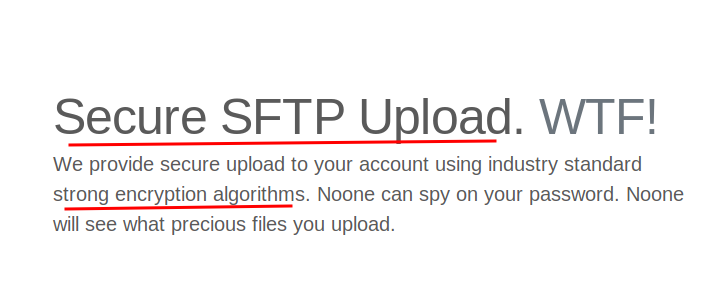 Secure SFTP Upload. WTF!
We provide secure upload to your account using industry standard
strong encryption algorithms. Noone can spy on your password. Noone
will see what precious files you upload.